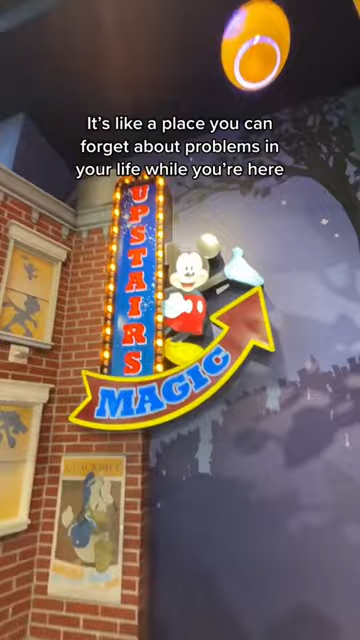 It's like a place you can
forget about problems in
your life while you're here
UPSTAIRS
MAGIC